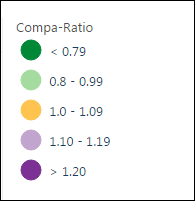 Compa-Ratio
< 0.79
0.8 - 0.99
1.0 - 1.09
1.10 - 1.19
> 1.20